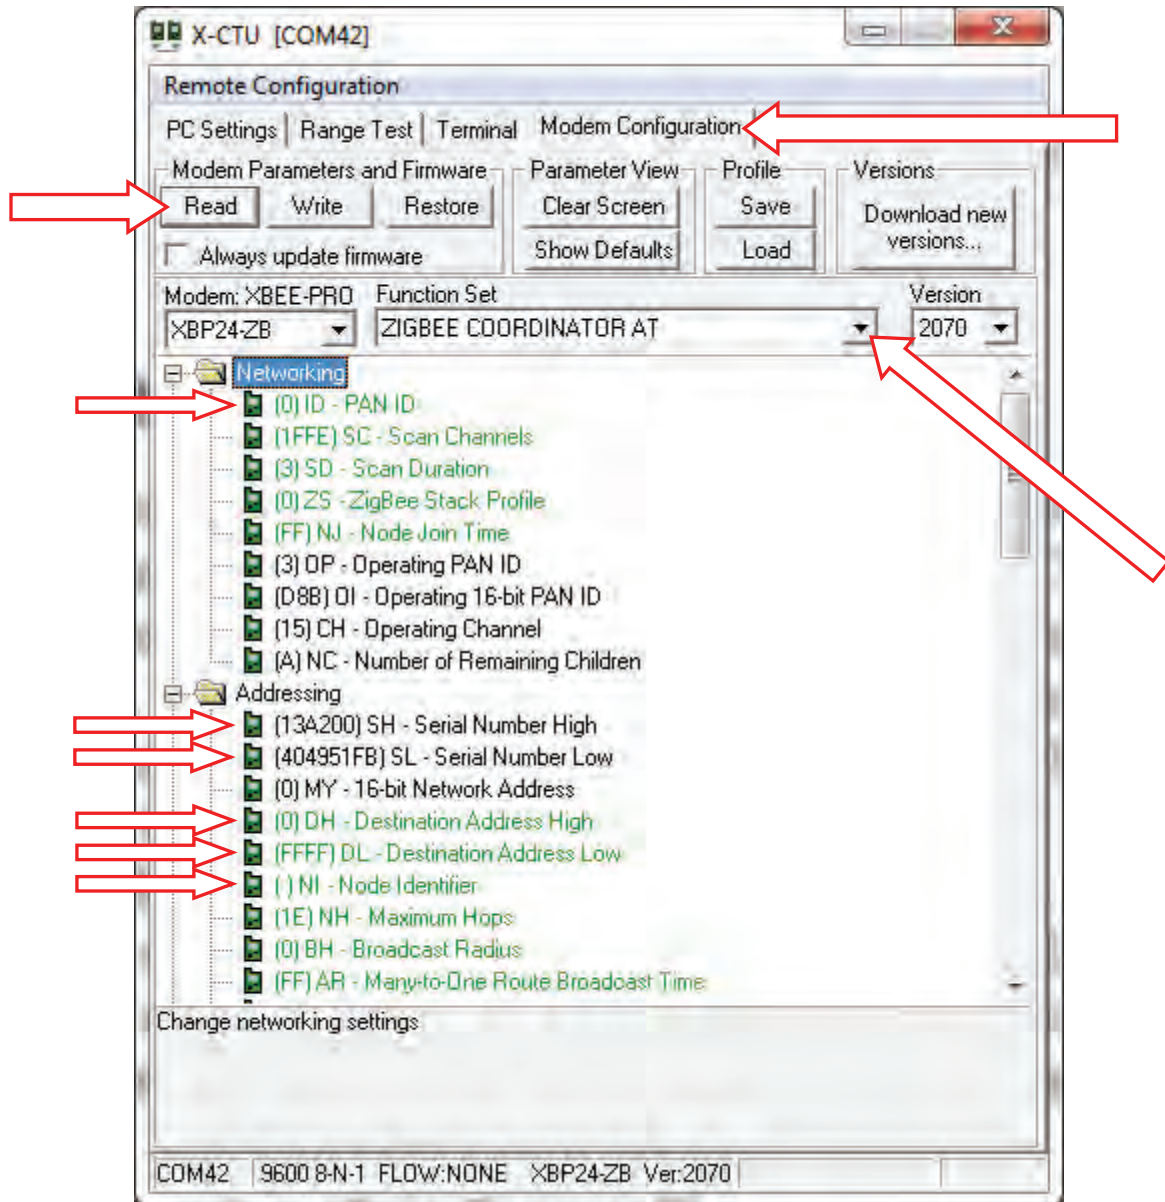 X-CTU [COM42]
Remote Configuration
PC Settings Range Test Terminal Modem Configuration
Modem Parameters and Firmware Parameter View Profile Versions
Read Write Restore Clear Screen Save Download new versions...
Always update firmware Show Defaults Load
Modem: XBEE-PRO Function Set Version
XBP24-ZB ZIGBEE COORDINATOR AT 2070
Networking
(0) ID - PAN ID
(1FFE) SC - Scan Channels
(3) SD - Scan Duration
(0) ZS - ZigBee Stack Profile
(FF) NJ - Node Join Time
(3) OP - Operating PAN ID
(D8B) OI - Operating 16-bit PAN ID
(15) CH - Operating Channel
(A) NC - Number of Remaining Children
Addressing
(13A200) SH - Serial Number High
(404951FB) SL - Serial Number Low
(0) MY - 16-bit Network Address
(0) DH - Destination Address High
(FFFF) DL - Destination Address Low
( ) NI - Node Identifier
(1E) NH - Maximum Hops
(0) BH - Broadcast Radius
(FF) AR - Many-to-One Route Broadcast Time
Change networking settings
COM42 9600 8-N-1 FLOW:NONE XBP24-ZB Ver:2070